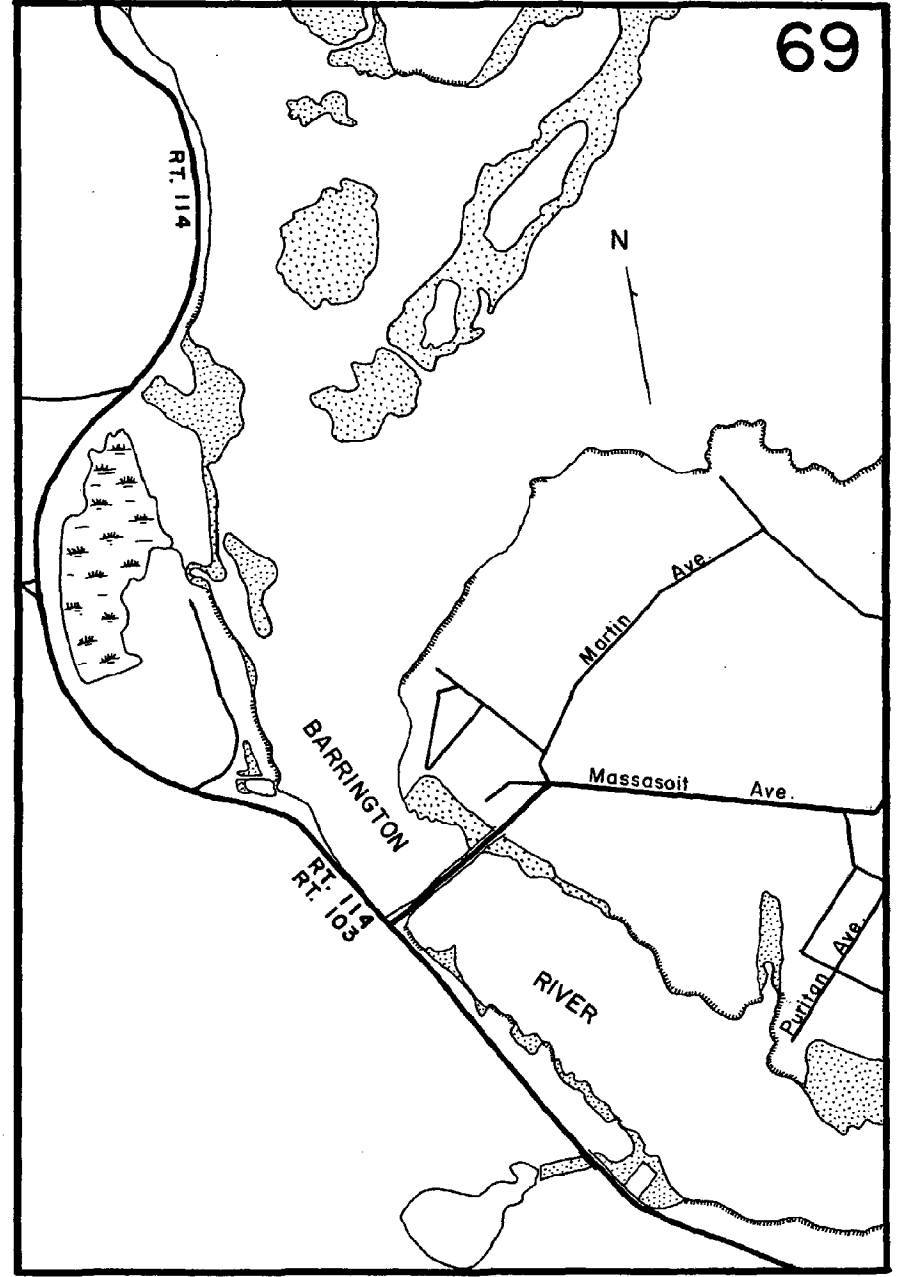 69
RT. 114
N
Martin Ave.
BARRINGTON
Massasoit Ave.
RT. 114
RT. 103
RIVER
Puritan Ave.